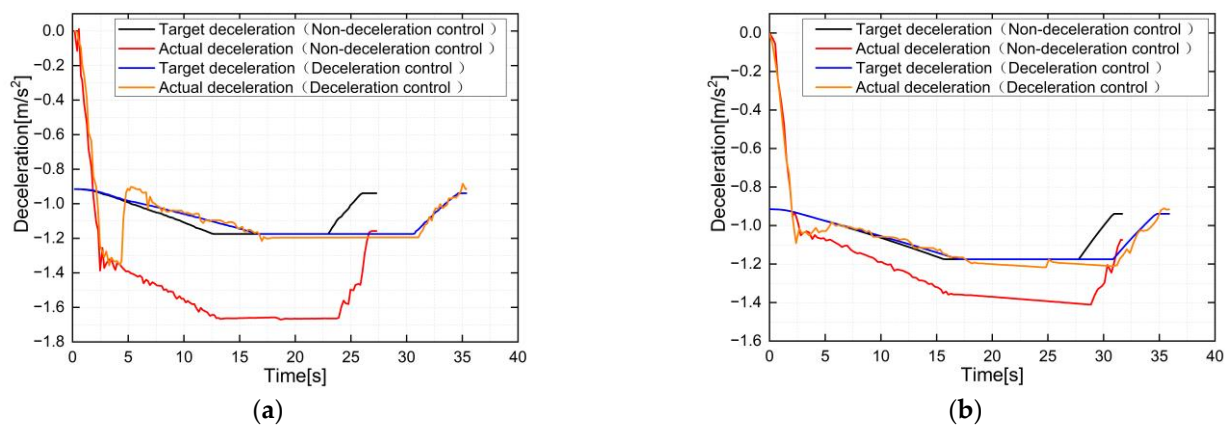 Target deceleration（Non-deceleration control ）
Actual deceleration（Non-deceleration control ）
Target deceleration（Deceleration control ）
Actual deceleration（Deceleration control ）
Deceleration[m/s²]
0.0
−0.2
−0.4
−0.6
−0.8
−1.0
−1.2
−1.4
−1.6
−1.8
0 5 10 15 20 25 30 35 40
Time[s]
(a)
Target deceleration（Non-deceleration control ）
Actual deceleration（Non-deceleration control ）
Target deceleration（Deceleration control ）
Actual deceleration（Deceleration control ）
Deceleration[m/s²]
0.0
−0.2
−0.4
−0.6
−0.8
−1.0
−1.2
−1.4
−1.6
0 5 10 15 20 25 30 35 40
Time[s]
(b)